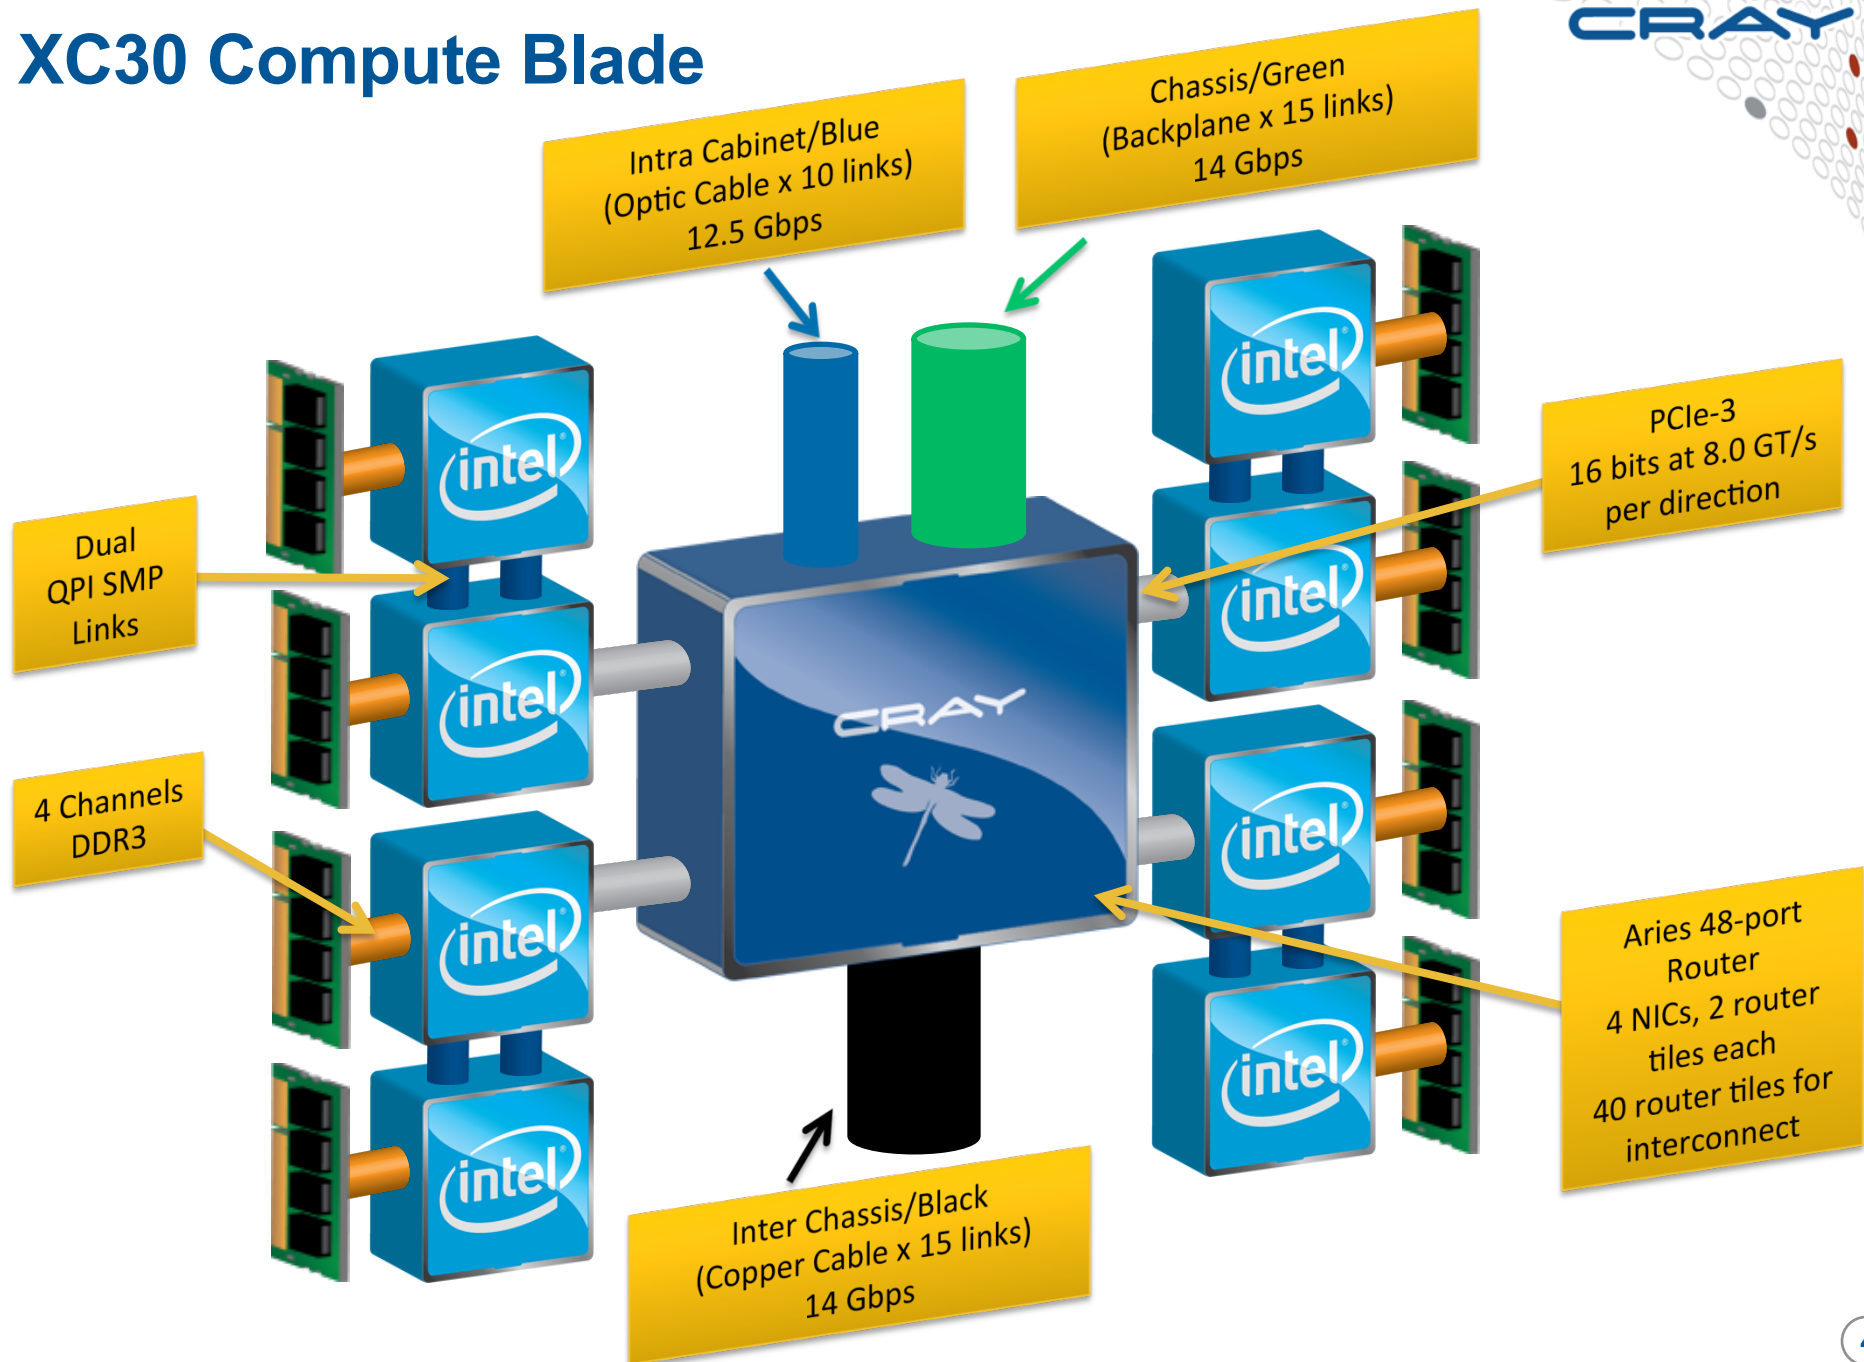 XC30 Compute Blade
CRAY
Intra Cabinet/Blue
(Optic Cable x 10 links)
12.5 Gbps
Chassis/Green
(Backplane x 15 links)
14 Gbps
intel
intel
intel
intel
intel
intel
intel
intel
CRAY
PCIe-3
16 bits at 8.0 GT/s
per direction
Dual
QPI SMP
Links
4 Channels
DDR3
Aries 48-port
Router
4 NICs, 2 router
tiles each
40 router tiles for
interconnect
Inter Chassis/Black
(Copper Cable x 15 links)
14 Gbps